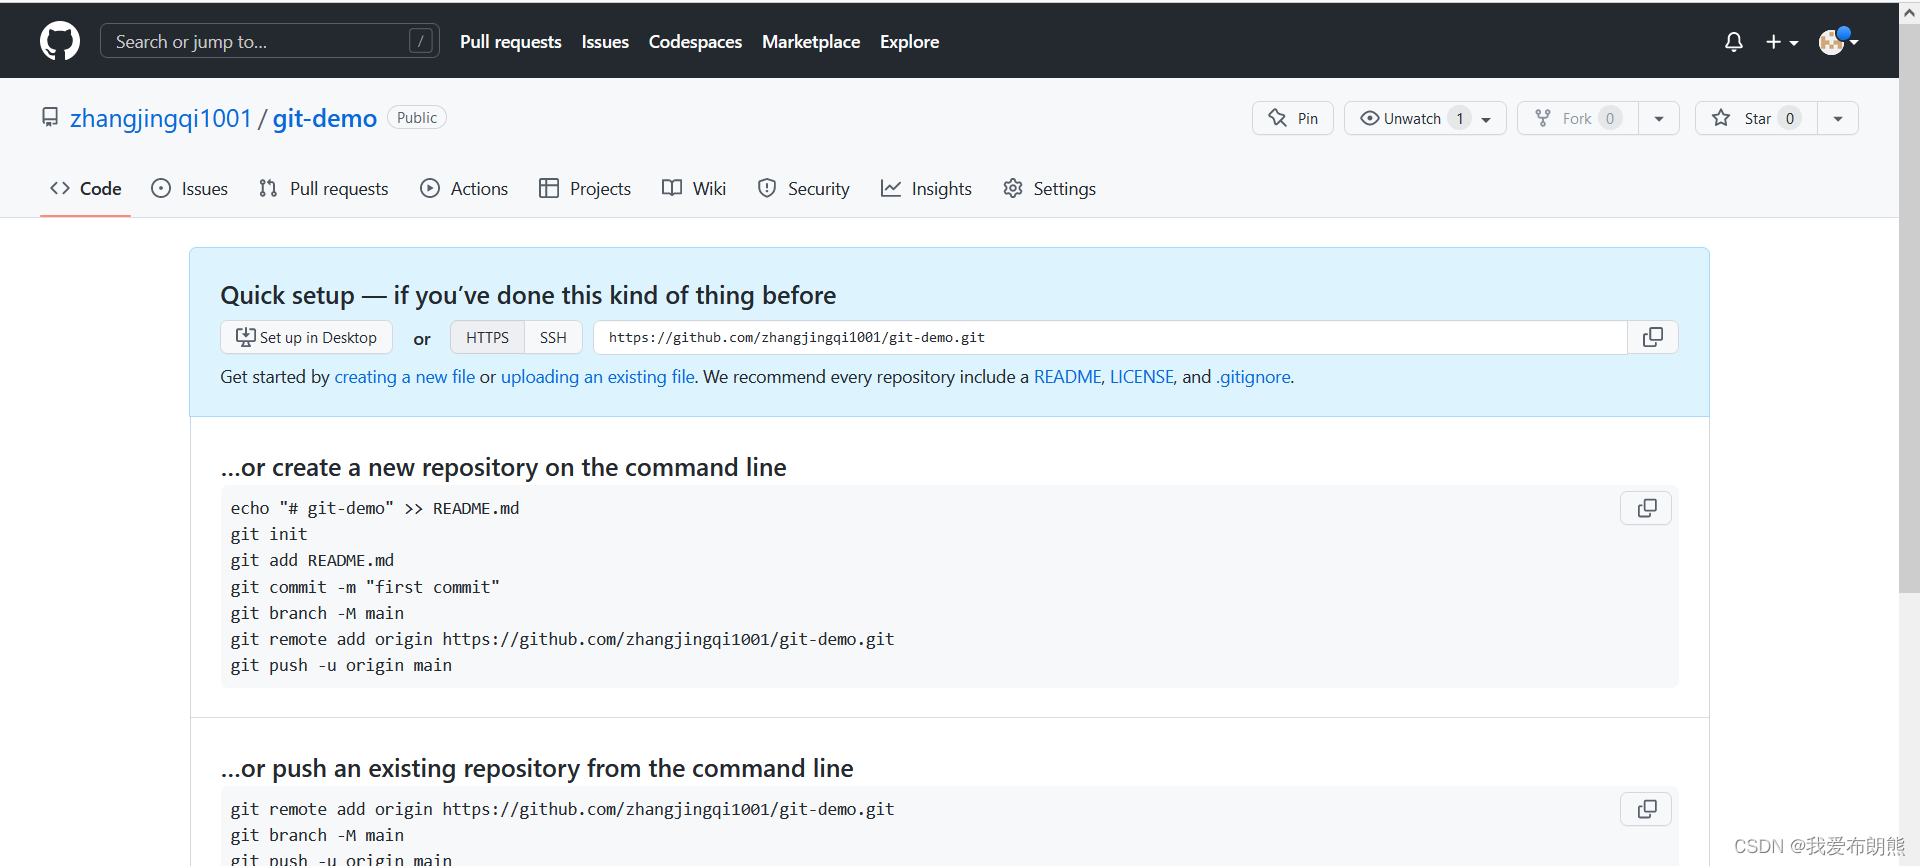 Search or jump to... /
Pull requests Issues Codespaces Marketplace Explore
zhangjingqi1001 / git-demo Public
Pin Unwatch 1 Fork 0 Star 0
Code Issues Pull requests Actions Projects Wiki Security Insights Settings
Quick setup — if you’ve done this kind of thing before
Set up in Desktop or HTTPS SSH https://github.com/zhangjingqi1001/git-demo.git
Get started by creating a new file or uploading an existing file. We recommend every repository include a README, LICENSE, and .gitignore.
…or create a new repository on the command line
echo "# git-demo" >> README.md
git init
git add README.md
git commit -m "first commit"
git branch -M main
git remote add origin https://github.com/zhangjingqi1001/git-demo.git
git push -u origin main
…or push an existing repository from the command line
git remote add origin https://github.com/zhangjingqi1001/git-demo.git
git branch -M main
git push -u origin main
CSDN @我爱布朗熊